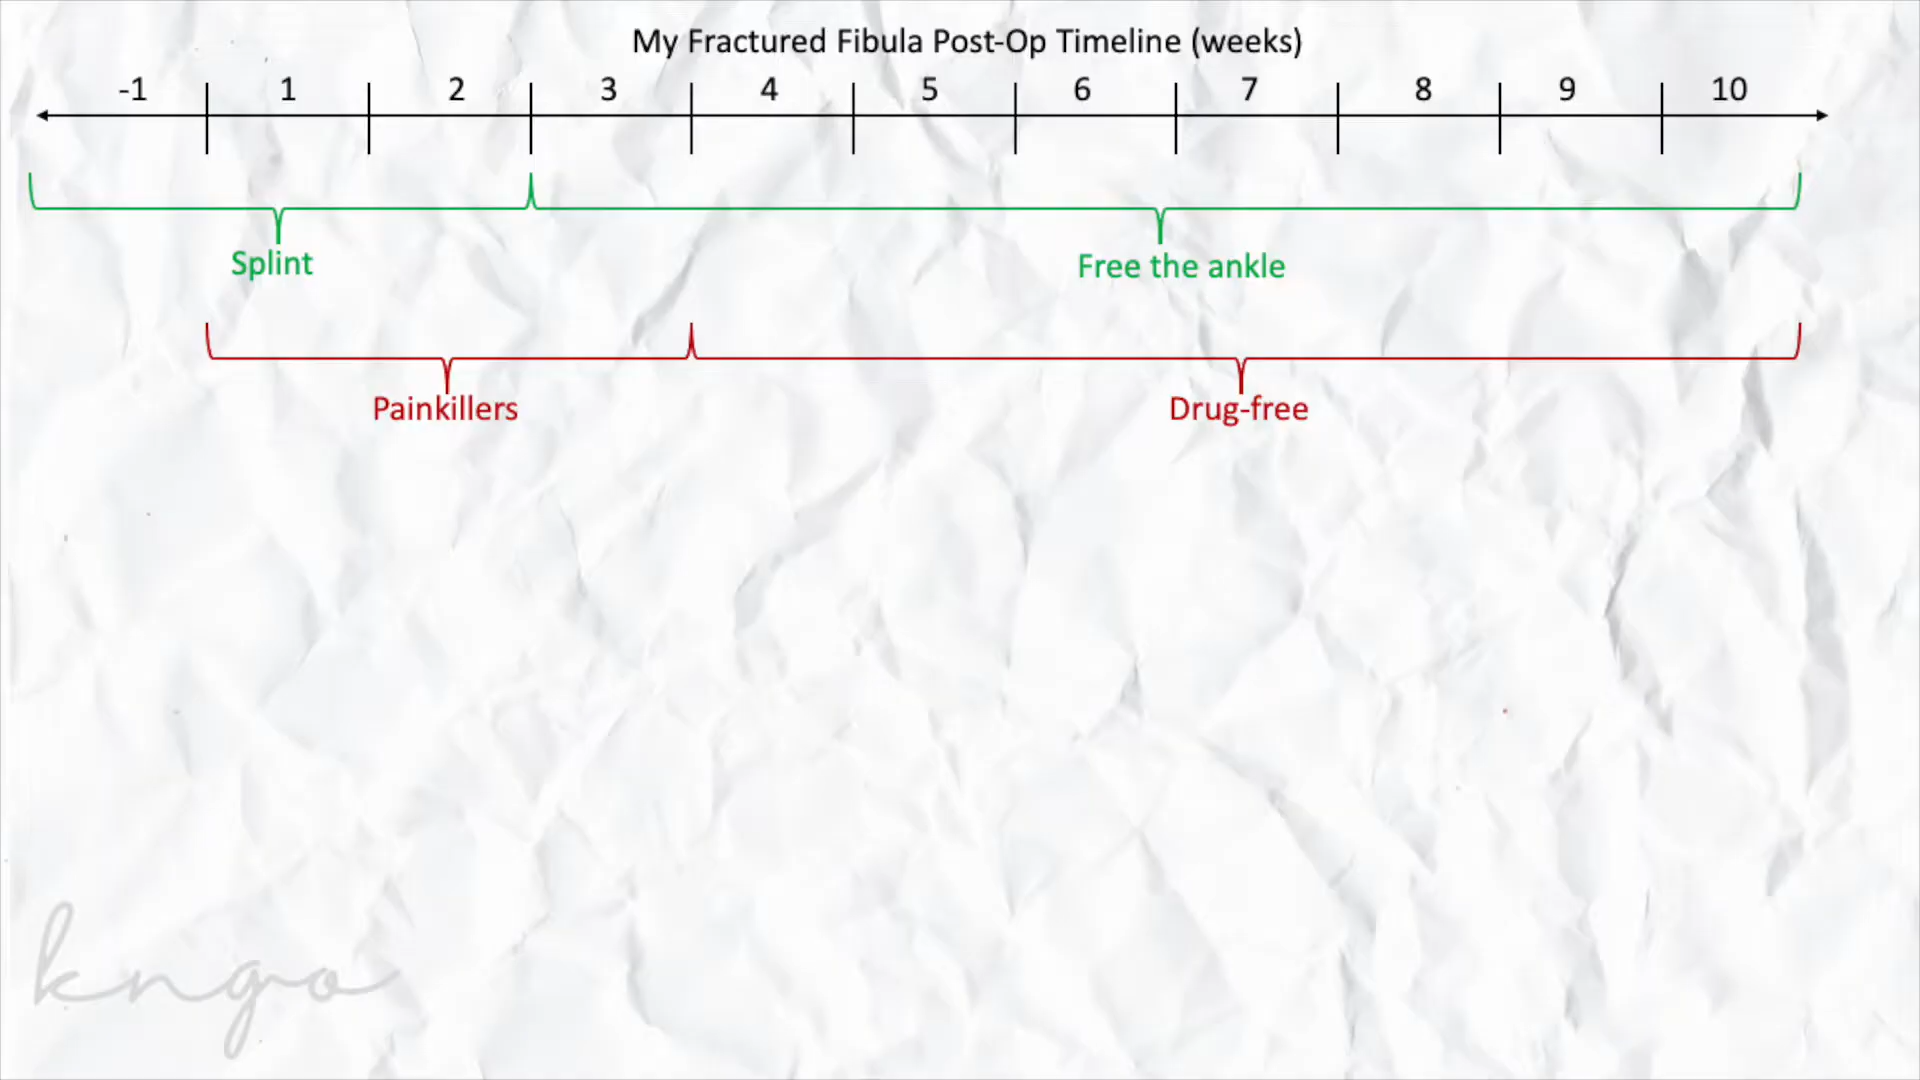 My Fractured Fibula Post-Op Timeline (weeks)
-1 1 2 3 4 5 6 7 8 9 10
Splint Free the ankle
Painkillers Drug-free
kngo